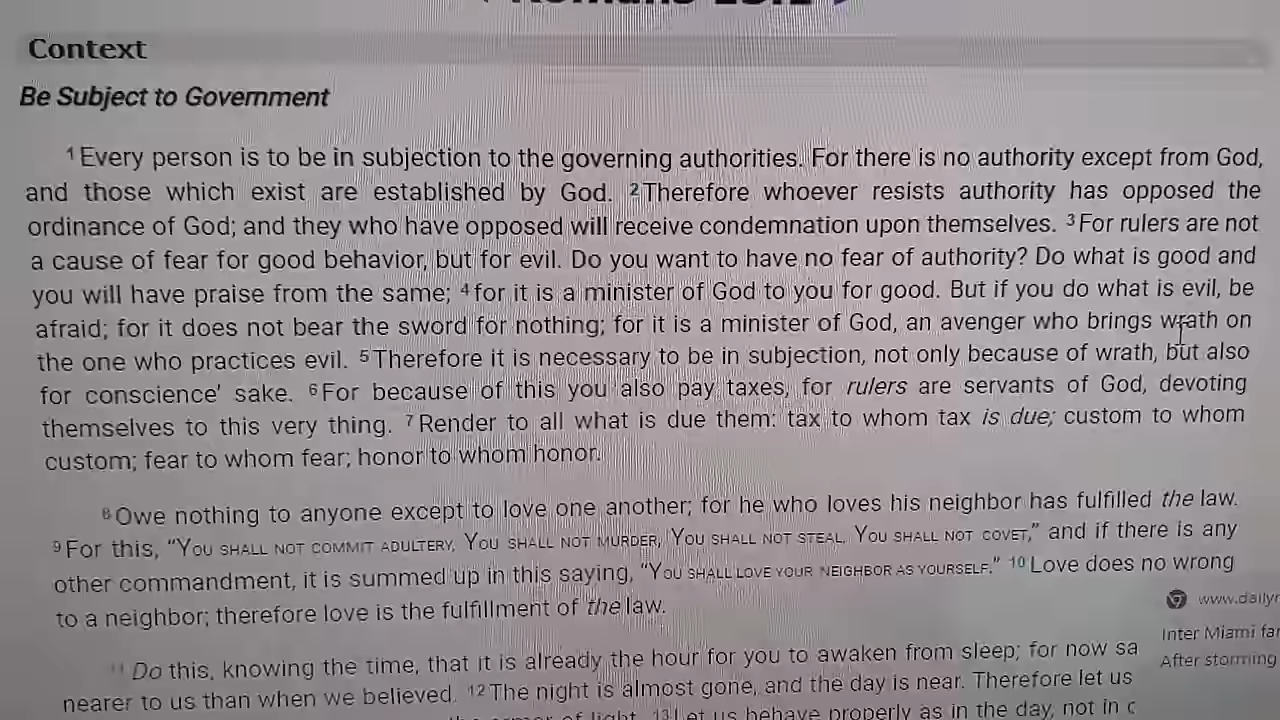 Context
Be Subject to Government
1 Every person is to be in subjection to the governing authorities. For there is no authority except from God,
and those which exist are established by God. 2 Therefore whoever resists authority has opposed the
ordinance of God; and they who have opposed will receive condemnation upon themselves. 3 For rulers are not
a cause of fear for good behavior, but for evil. Do you want to have no fear of authority? Do what is good and
you will have praise from the same; 4 for it is a minister of God to you for good. But if you do what is evil, be
afraid; for it does not bear the sword for nothing; for it is a minister of God, an avenger who brings wrath on
the one who practices evil. 5 Therefore it is necessary to be in subjection, not only because of wrath, but also
for conscience' sake. 6 For because of this you also pay taxes, for rulers are servants of God, devoting
themselves to this very thing. 7 Render to all what is due them: tax to whom tax is due; custom to whom
custom; fear to whom fear; honor to whom honor.
8 Owe nothing to anyone except to love one another; for he who loves his neighbor has fulfilled the law.
9 For this, "YOU SHALL NOT COMMIT ADULTERY, YOU SHALL NOT MURDER, YOU SHALL NOT STEAL, YOU SHALL NOT COVET," and if there is any
other commandment, it is summed up in this saying, "YOU SHALL LOVE YOUR NEIGHBOR AS YOURSELF." 10 Love does no wrong
to a neighbor; therefore love is the fulfillment of the law.
www.dailyr
Inter Miami far
After storming
11 Do this, knowing the time, that it is already the hour for you to awaken from sleep; for now sa
nearer to us than when we believed. 12 The night is almost gone, and the day is near. Therefore let us
of light. 13 Let us behave properly as in the day, not in c